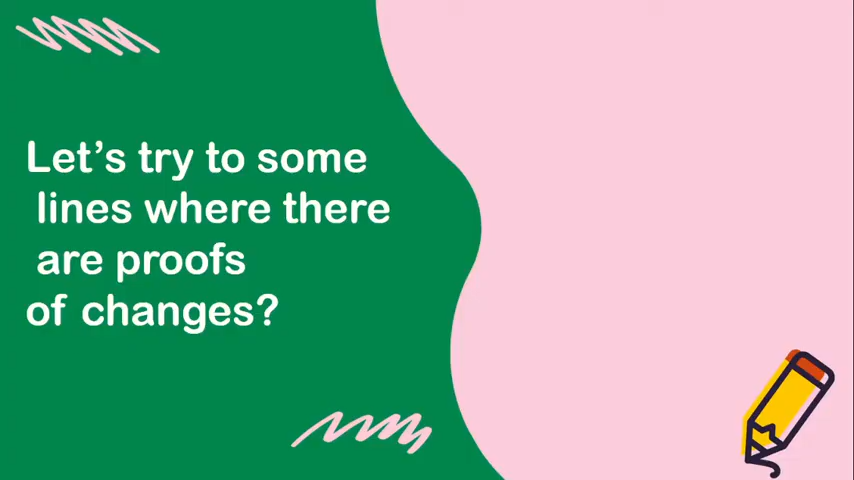 Let's try to some
lines where there
are proofs
of changes?